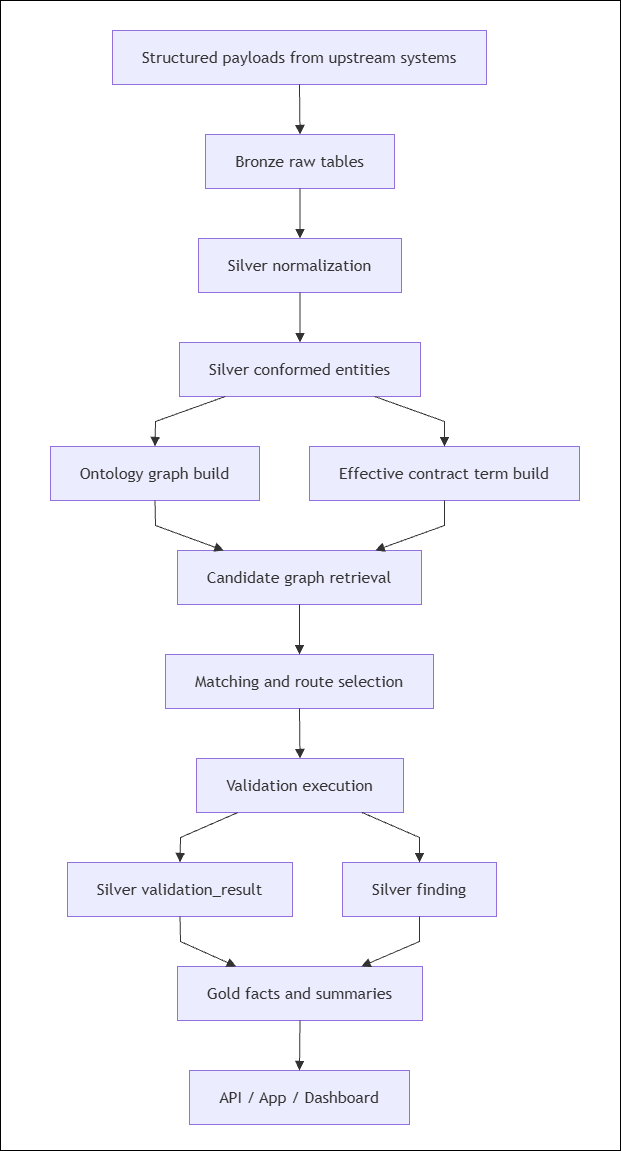 Structured payloads from upstream systems
Bronze raw tables
Silver normalization
Silver conformed entities
Ontology graph build
Effective contract term build
Candidate graph retrieval
Matching and route selection
Validation execution
Silver validation_result
Silver finding
Gold facts and summaries
API / App / Dashboard